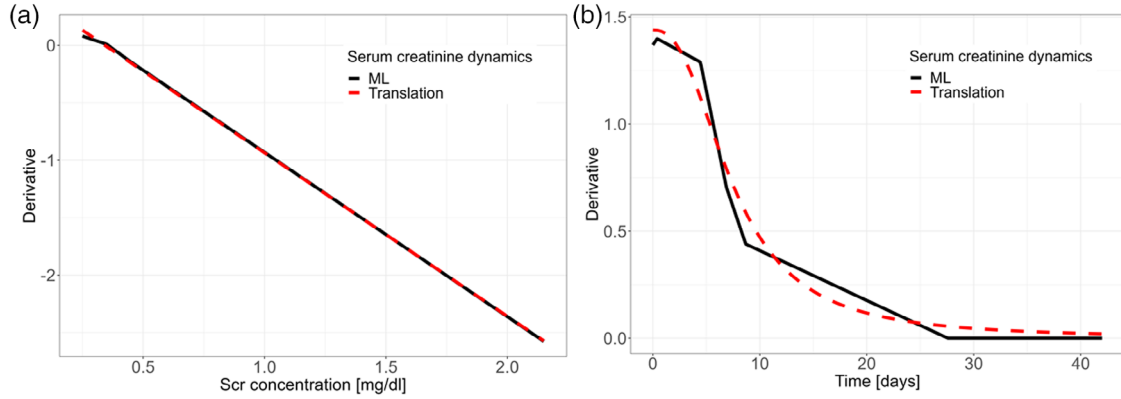 (a)
Derivative
0
-1
-2
Serum creatinine dynamics
ML
Translation
0.5
1.0
1.5
2.0
Scr concentration [mg/dl]
(b)
Derivative
1.5
1.0
0.5
0.0
Serum creatinine dynamics
ML
Translation
0
10
20
30
40
Time [days]